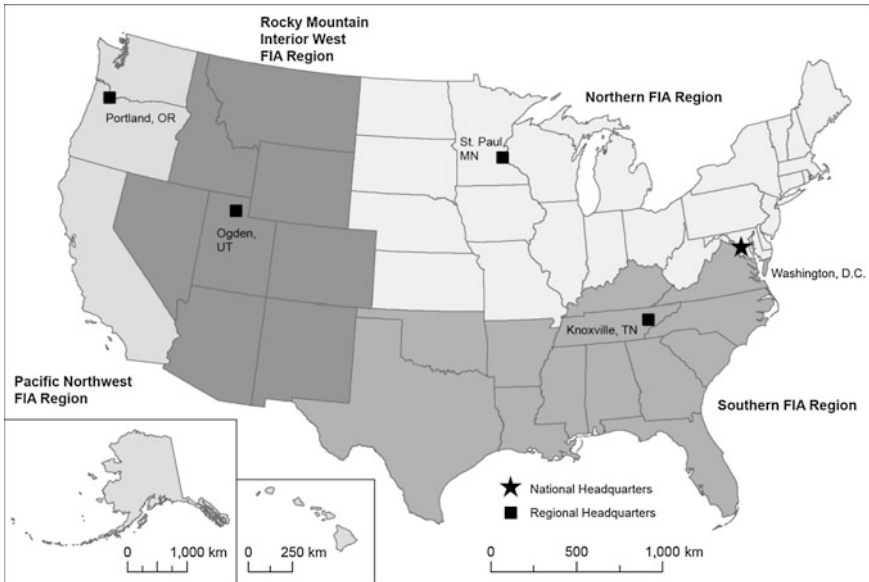 Rocky Mountain
Interior West
FIA Region
Northern FIA Region
Portland, OR
St. Paul,
MN
Ogden,
UT
Washington, D.C.
Knoxville, TN
Pacific Northwest
FIA Region
Southern FIA Region
National Headquarters
Regional Headquarters
0 1,000 km
0 250 km
0 500 1,000 km